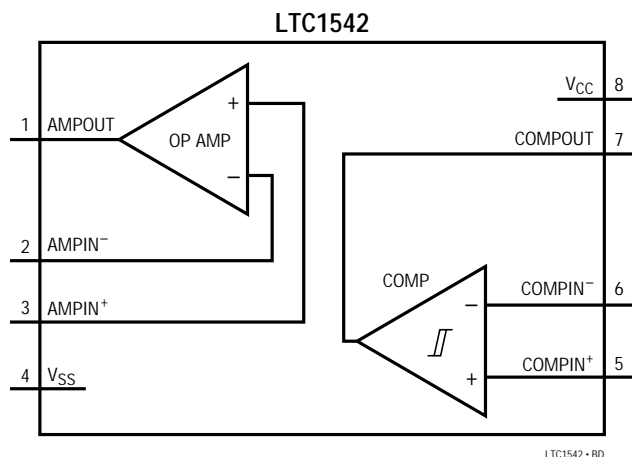 LTC1542
1 AMPOUT
+
OP AMP
−
2 AMPIN−
3 AMPIN+
4 VSS
VCC 8
COMPOUT 7
COMP
−
COMPIN− 6
+
COMPIN+ 5
LTC1542 • BD